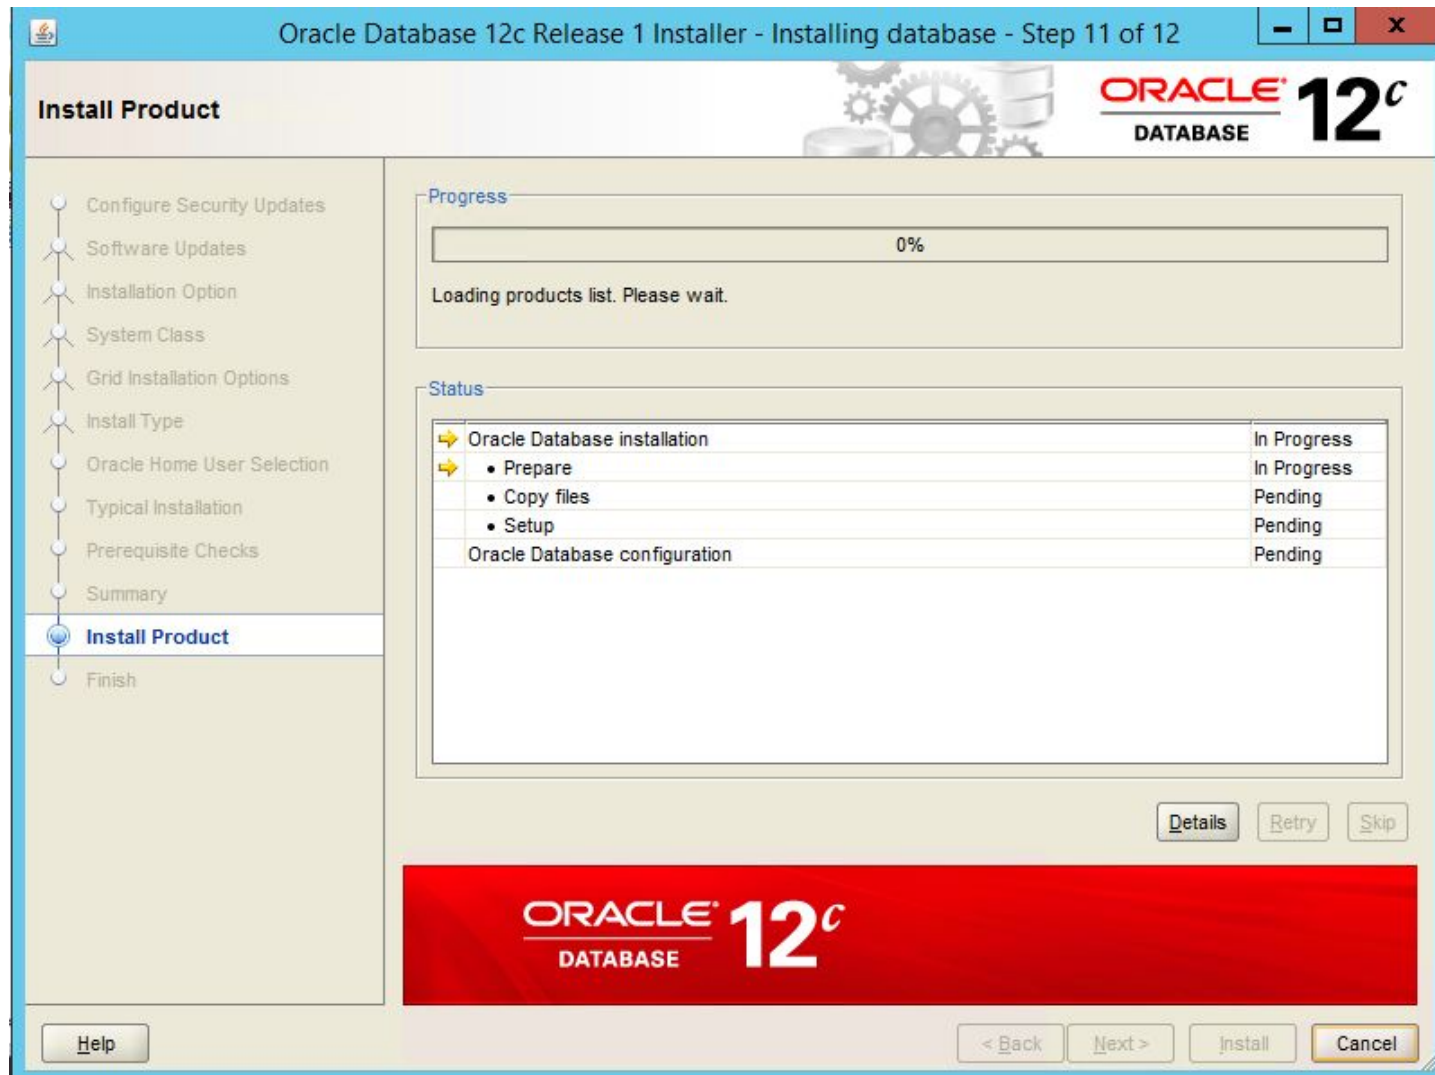 Oracle Database 12c Release 1 Installer - Installing database - Step 11 of 12
Install Product
ORACLE DATABASE 12c
Configure Security Updates
Software Updates
Installation Option
System Class
Grid Installation Options
Install Type
Oracle Home User Selection
Typical Installation
Prerequisite Checks
Summary
Install Product
Finish
Progress
0%
Loading products list. Please wait.
Status
Oracle Database installation In Progress
• Prepare In Progress
• Copy files Pending
• Setup Pending
Oracle Database configuration Pending
Details Retry Skip
ORACLE DATABASE 12c
Help < Back Next > Install Cancel